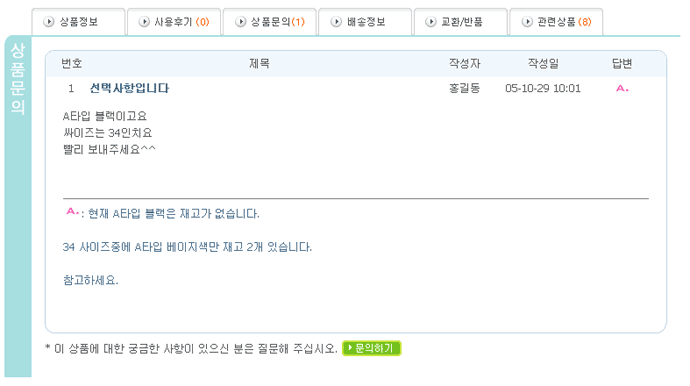 상품정보 사용후기 (0) 상품문의 (1) 배송정보 교환/반품 관련상품 (8)
상품문의
번호 제목 작성자 작성일 답변
1 선택사항입니다 홍길동 05-10-29 10:01 A.
A타입 블랙이고요
싸이즈는 34인치요
빨리 보내주세요^^
A. : 현재 A타입 블랙은 재고가 없습니다.
34 사이즈중에 A타입 베이지색만 재고 2개 있습니다.
참고하세요.
* 이 상품에 대한 궁금한 사항이 있으신 분은 질문해 주십시오. 문의하기